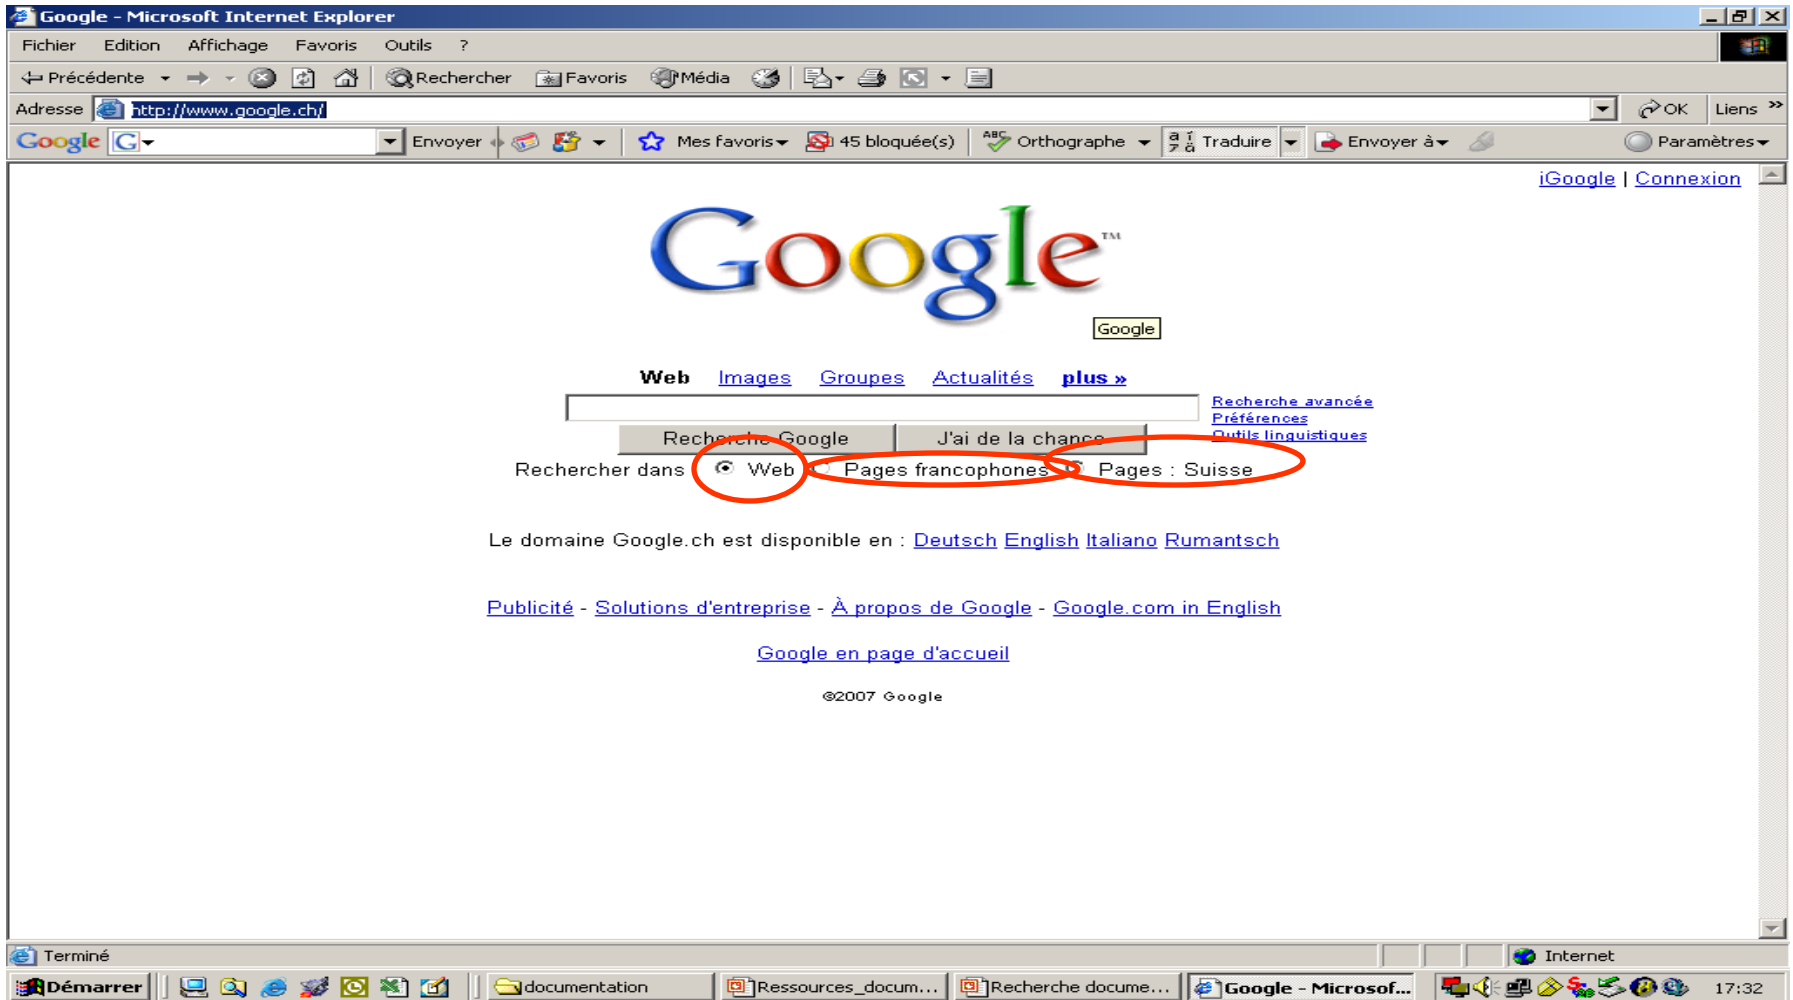 Google - Microsoft Internet Explorer
Fichier Edition Affichage Favoris Outils ?
Précédente Rechercher Favoris Média
Adresse http://www.google.ch/ OK Liens »
Google G Envoyer Mes favoris 45 bloquée(s) ABC Orthographe Traduire Envoyer à Paramètres
iGoogle | Connexion
Google™
Google
Web Images Groupes Actualités plus »
Recherche avancée
Préférences
Outils linguistiques
Recherche Google J'ai de la chance
Rechercher dans : Web Pages francophones Pages : Suisse
Le domaine Google.ch est disponible en : Deutsch English Italiano Rumantsch
Publicité - Solutions d'entreprise - À propos de Google - Google.com in English
Google en page d'accueil
©2007 Google
Terminé Internet
Démarrer documentation Ressources_docum... Recherche docume... Google - Microsof... 17:32